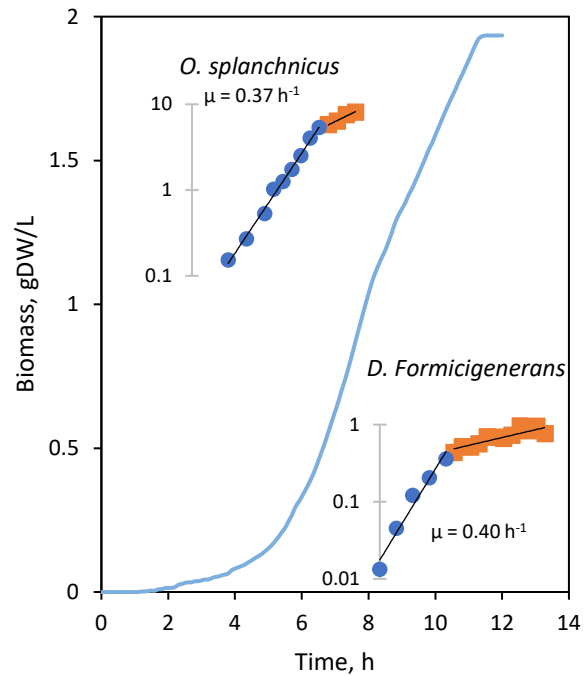 2
O. splanchnicus
μ = 0.37 h-1
10
1.5
1
0.1
1
D. Formicigenerans
1
0.5
0.1
μ = 0.40 h-1
0.01
0
0 2 4 6 8 10 12 14
Time, h
Biomass, gDW/L